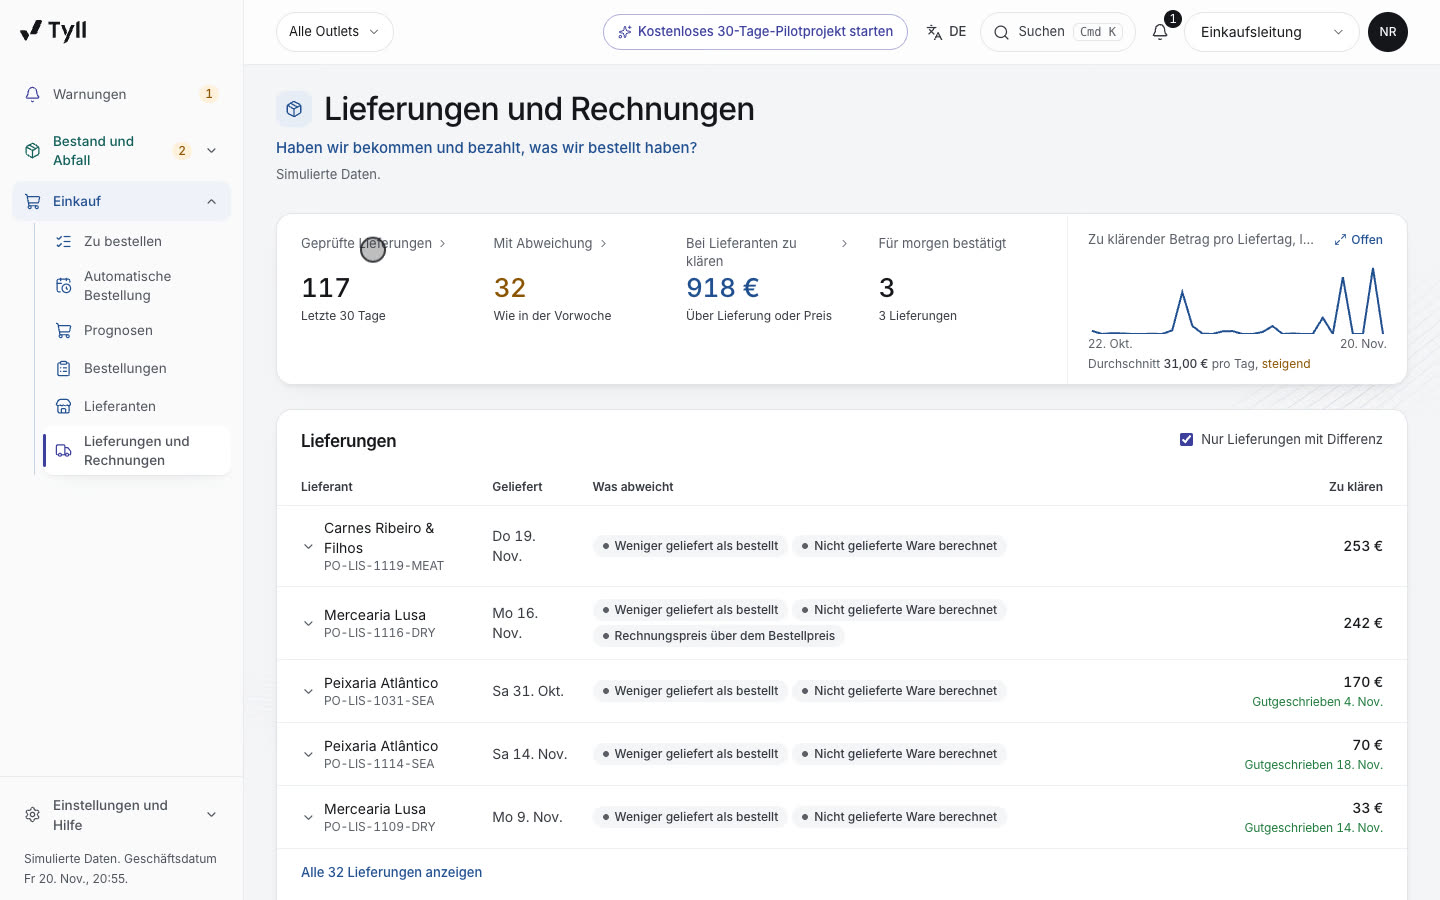 Tyll
Alle Outlets
Kostenloses 30-Tage-Pilotprojekt starten
DE
Suchen
Cmd K
1
Einkaufsleitung
NR
Warnungen
1
Bestand und
Abfall
2
Einkauf
Zu bestellen
Automatische
Bestellung
Prognosen
Bestellungen
Lieferanten
Lieferungen und
Rechnungen
Einstellungen und
Hilfe
Simulierte Daten. Geschäftsdatum
Fr 20. Nov., 20:55.
Lieferungen und Rechnungen
Haben wir bekommen und bezahlt, was wir bestellt haben?
Simulierte Daten.
Geprüfte Lieferungen
117
Letzte 30 Tage
Mit Abweichung
32
Wie in der Vorwoche
Bei Lieferanten zu
klären
918 €
Über Lieferung oder Preis
Für morgen bestätigt
3
3 Lieferungen
Zu klärender Betrag pro Liefertag, l...
Offen
22. Okt.
20. Nov.
Durchschnitt 31,00 € pro Tag, steigend
Lieferungen
Nur Lieferungen mit Differenz
Lieferant
Geliefert
Was abweicht
Zu klären
Carnes Ribeiro &
Filhos
PO-LIS-1119-MEAT
Do 19.
Nov.
Weniger geliefert als bestellt
Nicht gelieferte Ware berechnet
253 €
Mercearia Lusa
PO-LIS-1116-DRY
Mo 16.
Nov.
Weniger geliefert als bestellt
Nicht gelieferte Ware berechnet
Rechnungspreis über dem Bestellpreis
242 €
Peixaria Atlântico
PO-LIS-1031-SEA
Sa 31. Okt.
Weniger geliefert als bestellt
Nicht gelieferte Ware berechnet
170 €
Gutgeschrieben 4. Nov.
Peixaria Atlântico
PO-LIS-1114-SEA
Sa 14. Nov.
Weniger geliefert als bestellt
Nicht gelieferte Ware berechnet
70 €
Gutgeschrieben 18. Nov.
Mercearia Lusa
PO-LIS-1109-DRY
Mo 9. Nov.
Weniger geliefert als bestellt
Nicht gelieferte Ware berechnet
33 €
Gutgeschrieben 14. Nov.
Alle 32 Lieferungen anzeigen